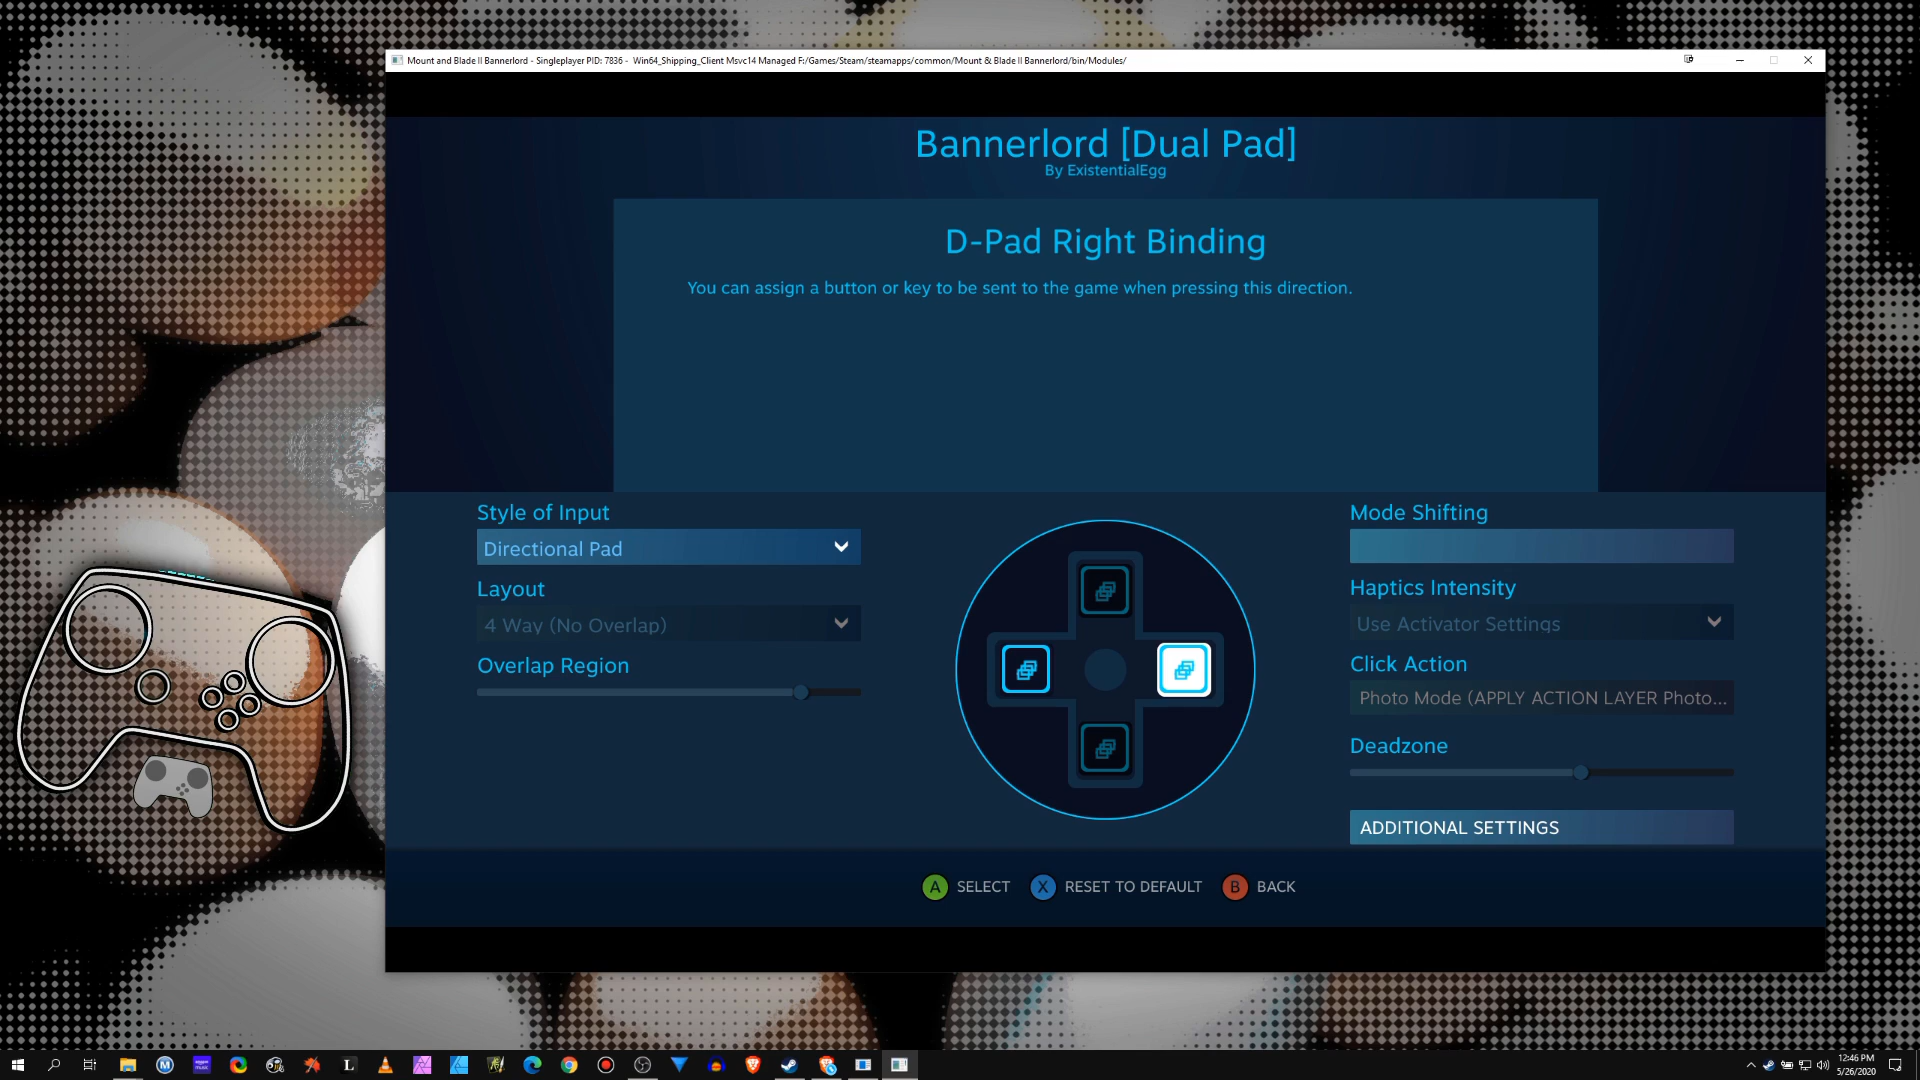 Mount and Blade II Bannerlord - Singleplayer PID: 7836 - Win64_Shipping_Client Msvc14 Managed F:/Games/Steam/steamapps/common/Mount & Blade II Bannerlord/bin/Modules/
Bannerlord [Dual Pad]
By ExistentialEgg
D-Pad Right Binding
You can assign a button or key to be sent to the game when pressing this direction.
Style of Input
Directional Pad
Layout
4 Way (No Overlap)
Overlap Region
Mode Shifting
Haptics Intensity
Use Activator Settings
Click Action
Photo Mode (APPLY ACTION LAYER Photo...
Deadzone
ADDITIONAL SETTINGS
A SELECT X RESET TO DEFAULT B BACK
12:46 PM
5/26/2020